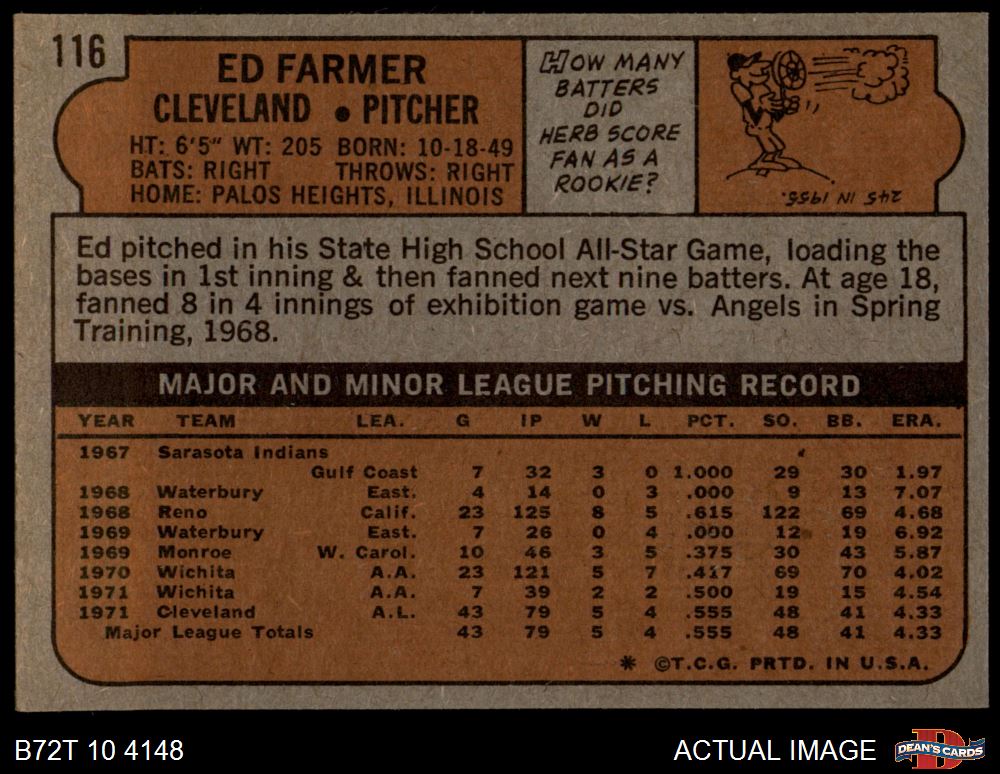 116
ED FARMER
CLEVELAND • PITCHER
HT: 6'5" WT: 205 BORN: 10-18-49
BATS: RIGHT THROWS: RIGHT
HOME: PALOS HEIGHTS, ILLINOIS
HOW MANY
BATTERS
DID
HERB SCORE
FAN AS A
ROOKIE?
245 IN 1955.
Ed pitched in his State High School All-Star Game, loading the
bases in 1st inning & then fanned next nine batters. At age 18,
fanned 8 in 4 innings of exhibition game vs. Angels in Spring
Training, 1968.
MAJOR AND MINOR LEAGUE PITCHING RECORD
YEAR TEAM LEA. G IP W L PCT. SO. BB. ERA.
1967 Sarasota Indians
Gulf Coast 7 32 3 0 1.000 29 30 1.97
1968 Waterbury East. 4 14 0 3 .000 9 13 7.07
1968 Reno Calif. 23 125 8 5 .615 122 69 4.68
1969 Waterbury East. 7 26 0 4 .000 12 19 6.92
1969 Monroe W. Carol. 10 46 3 5 .375 30 43 5.87
1970 Wichita A.A. 23 121 5 7 .417 69 70 4.02
1971 Wichita A.A. 7 39 2 2 .500 19 15 4.54
1971 Cleveland A.L. 43 79 5 4 .555 48 41 4.33
Major League Totals 43 79 5 4 .555 48 41 4.33
* ©T.C.G. PRTD. IN U.S.A.
B72T 10 4148
ACTUAL IMAGE
DEAN'S CARDS